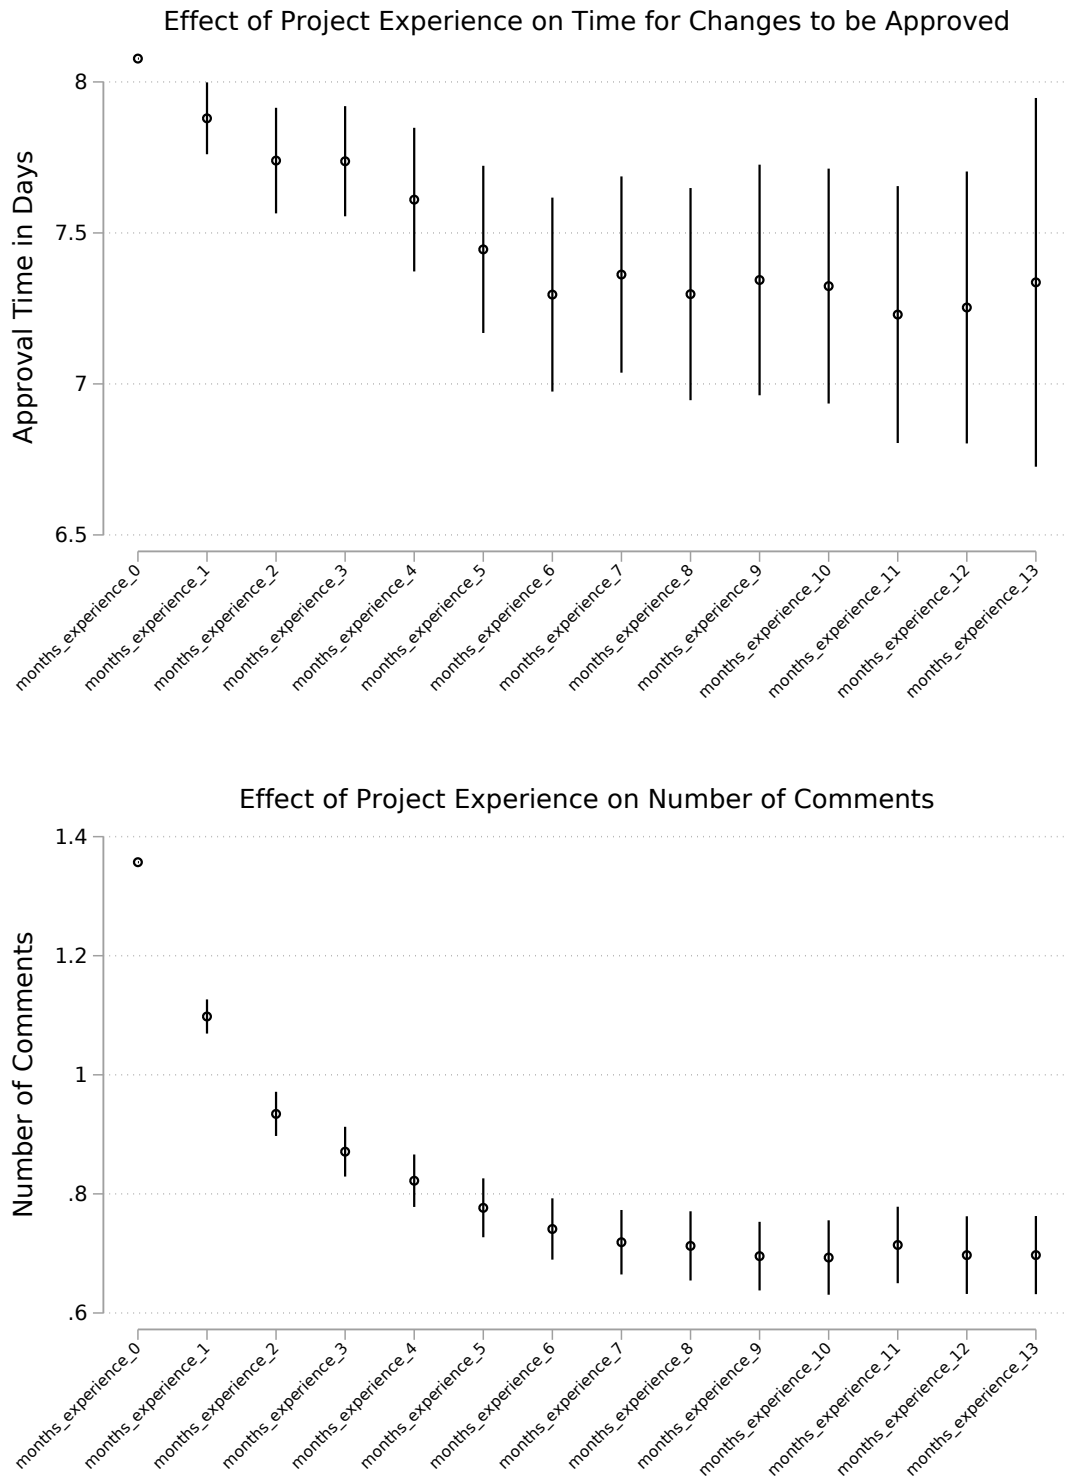 Effect of Project Experience on Time for Changes to be Approved
Approval Time in Days
8
7.5
7
6.5
months_experience_0
months_experience_1
months_experience_2
months_experience_3
months_experience_4
months_experience_5
months_experience_6
months_experience_7
months_experience_8
months_experience_9
months_experience_10
months_experience_11
months_experience_12
months_experience_13
Effect of Project Experience on Number of Comments
Number of Comments
1.4
1.2
1
.8
.6
months_experience_0
months_experience_1
months_experience_2
months_experience_3
months_experience_4
months_experience_5
months_experience_6
months_experience_7
months_experience_8
months_experience_9
months_experience_10
months_experience_11
months_experience_12
months_experience_13